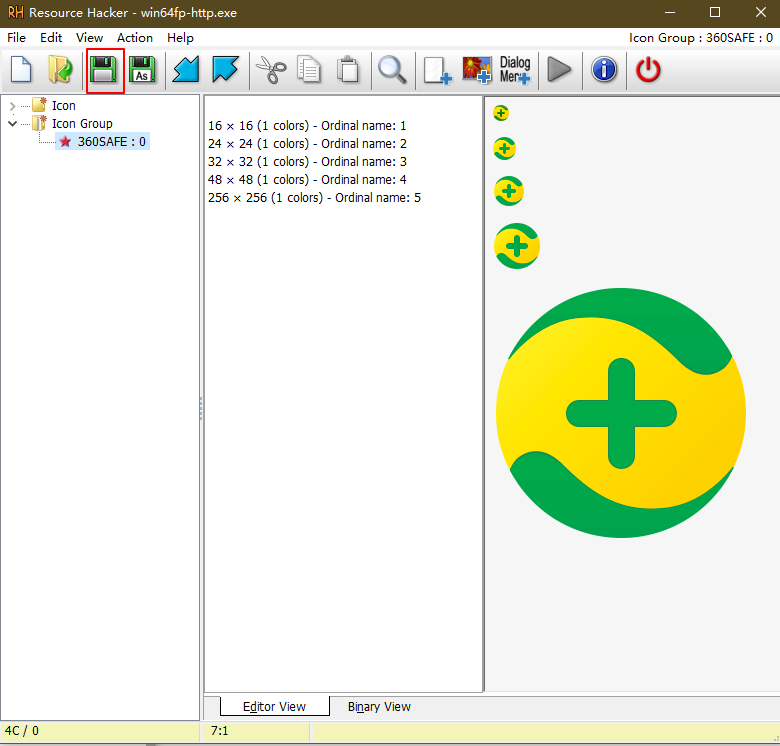 RH Resource Hacker - win64fp-http.exe
File Edit View Action Help Icon Group : 360SAFE : 0
As Dialog Mer+
Icon
Icon Group
360SAFE : 0
16 × 16 (1 colors) - Ordinal name: 1
24 × 24 (1 colors) - Ordinal name: 2
32 × 32 (1 colors) - Ordinal name: 3
48 × 48 (1 colors) - Ordinal name: 4
256 × 256 (1 colors) - Ordinal name: 5
Editor View Binary View
4C / 0 7:1